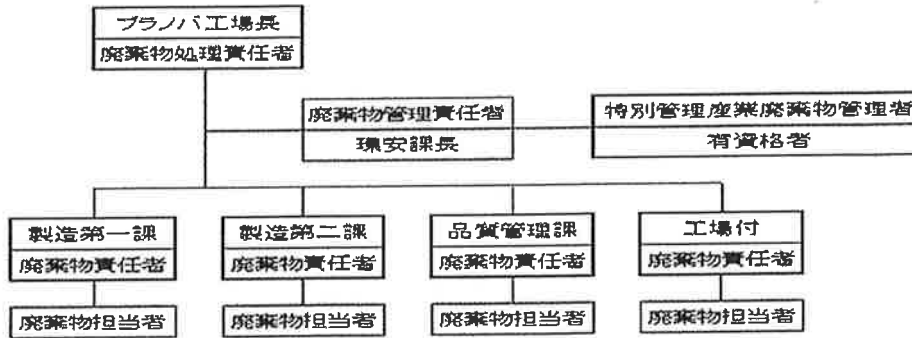 プラノバ工場長
廃棄物処理責任者
廃棄物管理責任者
環安課長
特別管理産業廃棄物管理者
有資格者
製造第一課
廃棄物責任者
製造第二課
廃棄物責任者
品質管理課
廃棄物責任者
工場付
廃棄物責任者
廃棄物担当者
廃棄物担当者
廃棄物担当者
廃棄物担当者